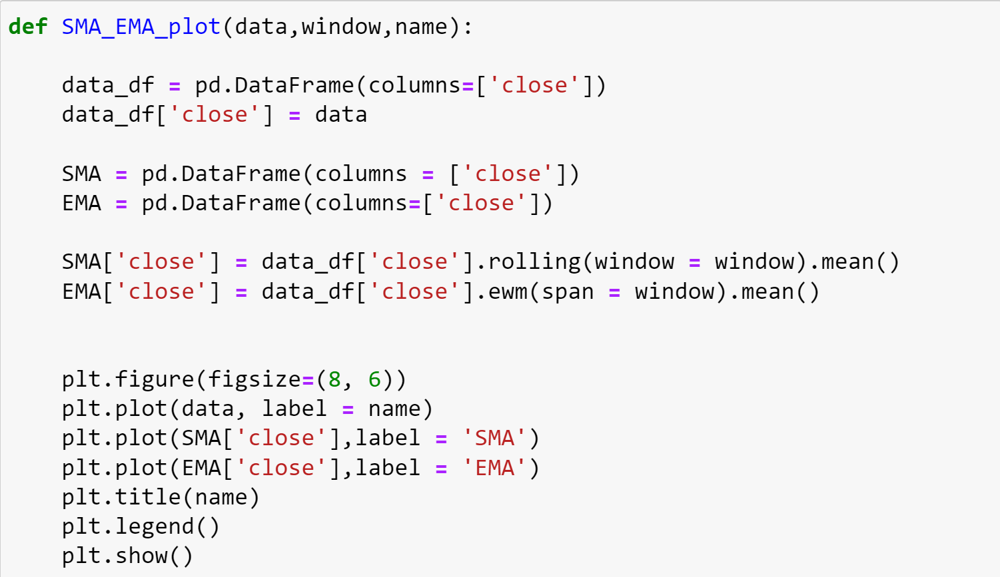 def SMA_EMA_plot(data,window,name):
    data_df = pd.DataFrame(columns=['close'])
    data_df['close'] = data
    SMA = pd.DataFrame(columns = ['close'])
    EMA = pd.DataFrame(columns=['close'])
    SMA['close'] = data_df['close'].rolling(window = window).mean()
    EMA['close'] = data_df['close'].ewm(span = window).mean()
    plt.figure(figsize=(8, 6))
    plt.plot(data, label = name)
    plt.plot(SMA['close'],label = 'SMA')
    plt.plot(EMA['close'],label = 'EMA')
    plt.title(name)
    plt.legend()
    plt.show()